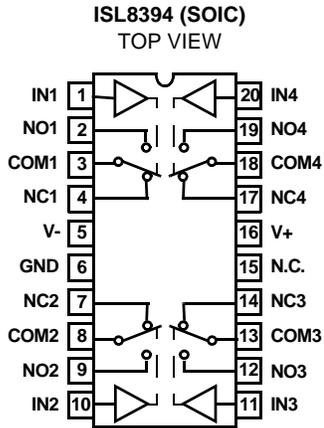 ISL8394 (SOIC)
TOP VIEW
IN1 1 20 IN4
NO1 2 19 NO4
COM1 3 18 COM4
NC1 4 17 NC4
V- 5 16 V+
GND 6 15 N.C.
NC2 7 14 NC3
COM2 8 13 COM3
NO2 9 12 NO3
IN2 10 11 IN3